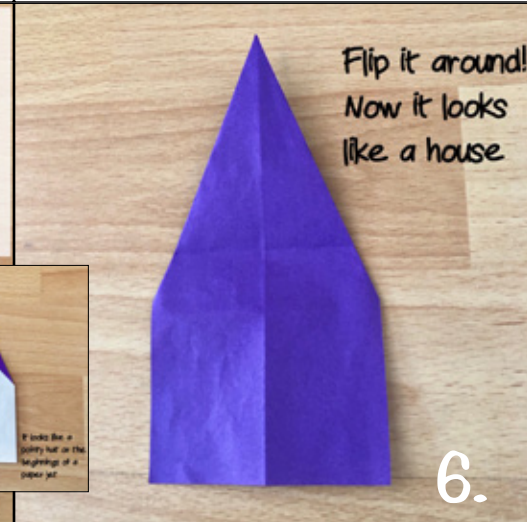 Flip it around!
Now it looks
like a house
It looks like a
pointy hat or the
beginnings of a
paper jet
6.